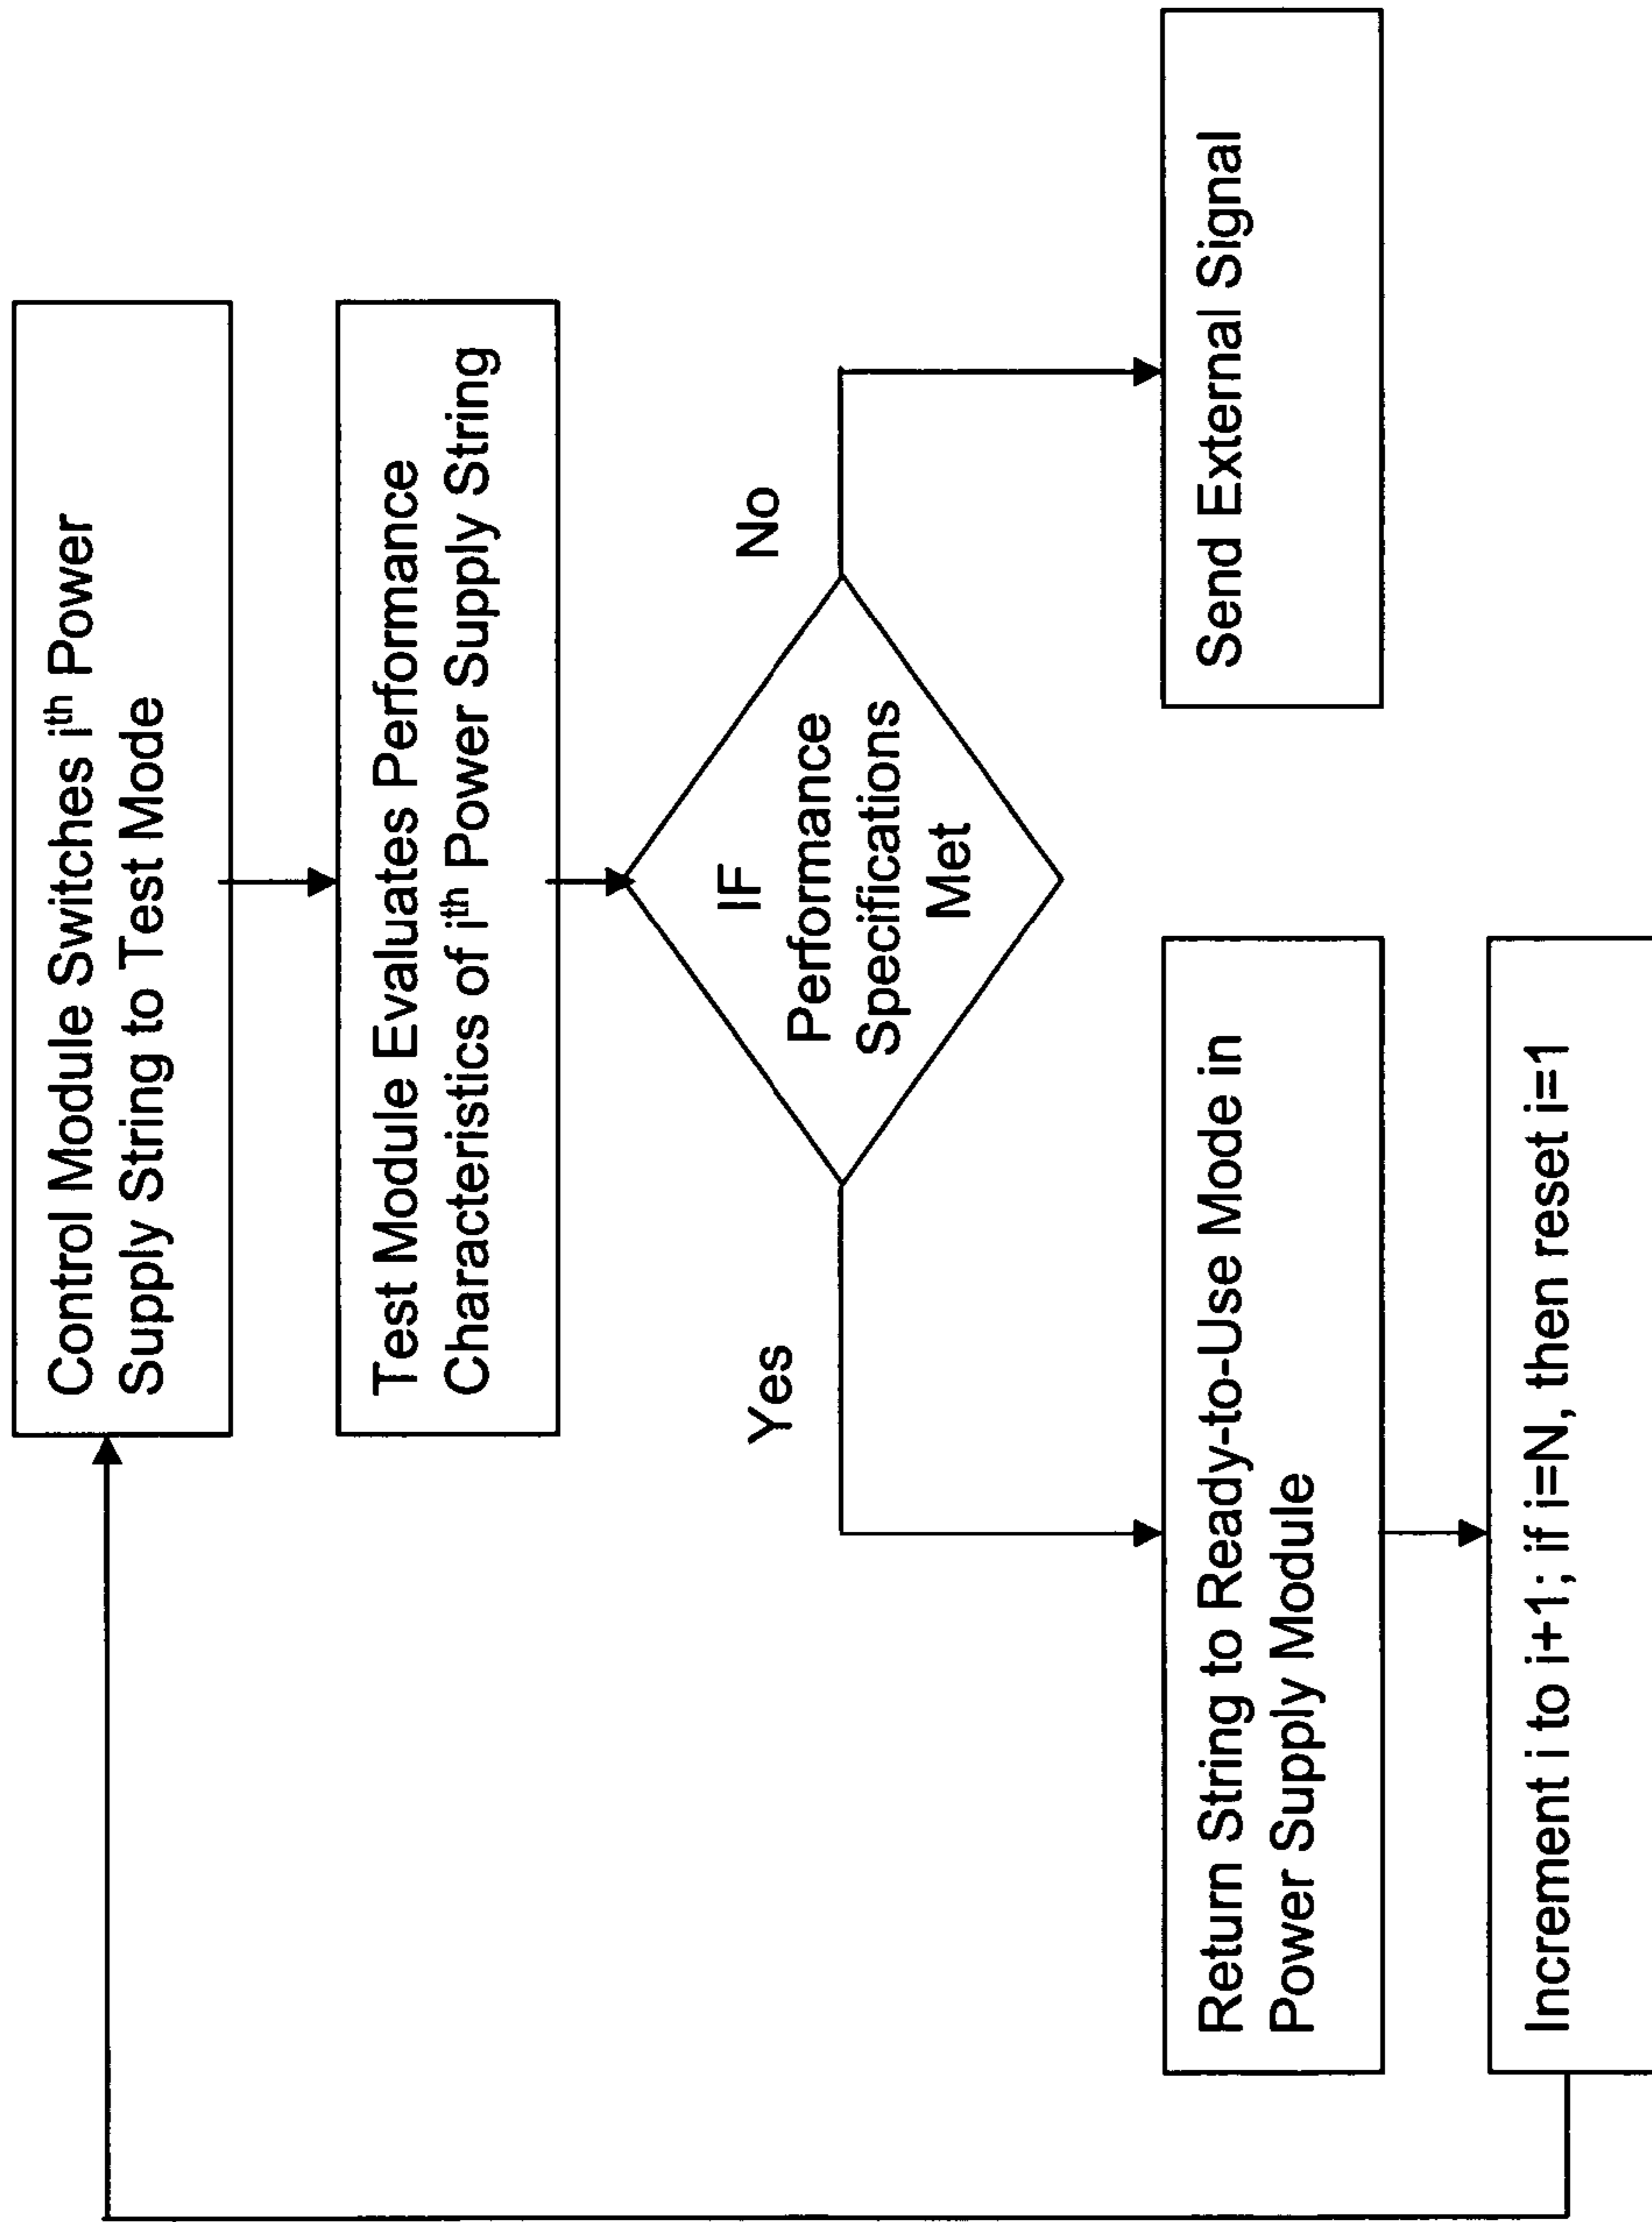 Control Module Switches ith Power
Supply String to Test Mode
Test Module Evaluates Performance
Characteristics of ith Power Supply String
IF
Performance
Specifications
Met
Yes
No
Return String to Ready-to-Use Mode in
Power Supply Module
Send External Signal
Increment i to i+1; if i=N, then reset i=1